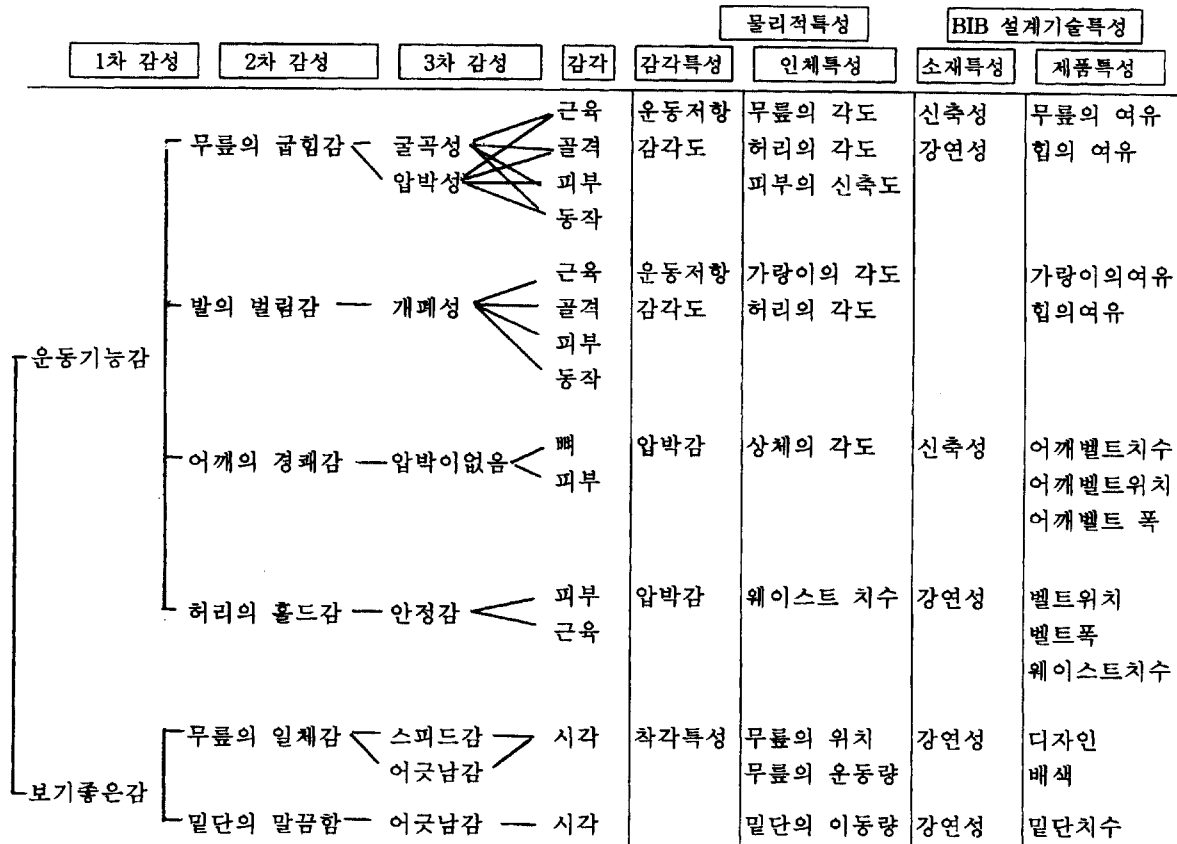 물리적특성 BIB 설계기술특성
1차 감성 2차 감성 3차 감성 감각 감각특성 인체특성 소재특성 제품특성
근육 운동저항 무릎의 각도 신축성 무릎의 여유
무릎의 굽힘감 굴곡성 골격 감각도 허리의 각도 강연성 힙의 여유
압박성 피부 피부의 신축도
동작
근육 운동저항 가랑이의 각도 가랑이의여유
발의 벌림감 개폐성 골격 감각도 허리의 각도 힙의여유
피부
운동기능감
동작
어깨의 경쾌감 압박이없음 뼈 압박감 상체의 각도 신축성 어깨벨트치수
피부 어깨벨트위치
어깨벨트 폭
허리의 홀드감 안정감 피부 압박감 웨이스트 치수 강연성 벨트위치
근육 벨트폭
웨이스트치수
무릎의 일체감 스피드감 시각 착각특성 무릎의 위치 강연성 디자인
어긋남감 무릎의 운동량 배색
보기좋은감
밑단의 말끔함 어긋남감 시각 밑단의 이동량 강연성 밑단치수